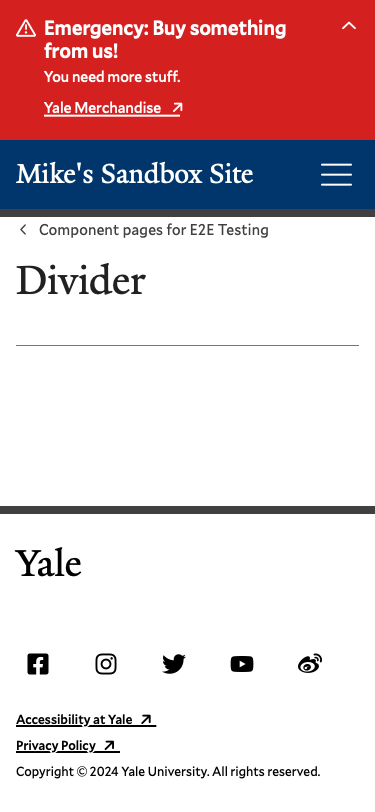 Emergency: Buy something
from us!
You need more stuff.
Yale Merchandise
Mike's Sandbox Site
Component pages for E2E Testing
Divider
Yale
Accessibility at Yale
Privacy Policy
Copyright © 2024 Yale University. All rights reserved.